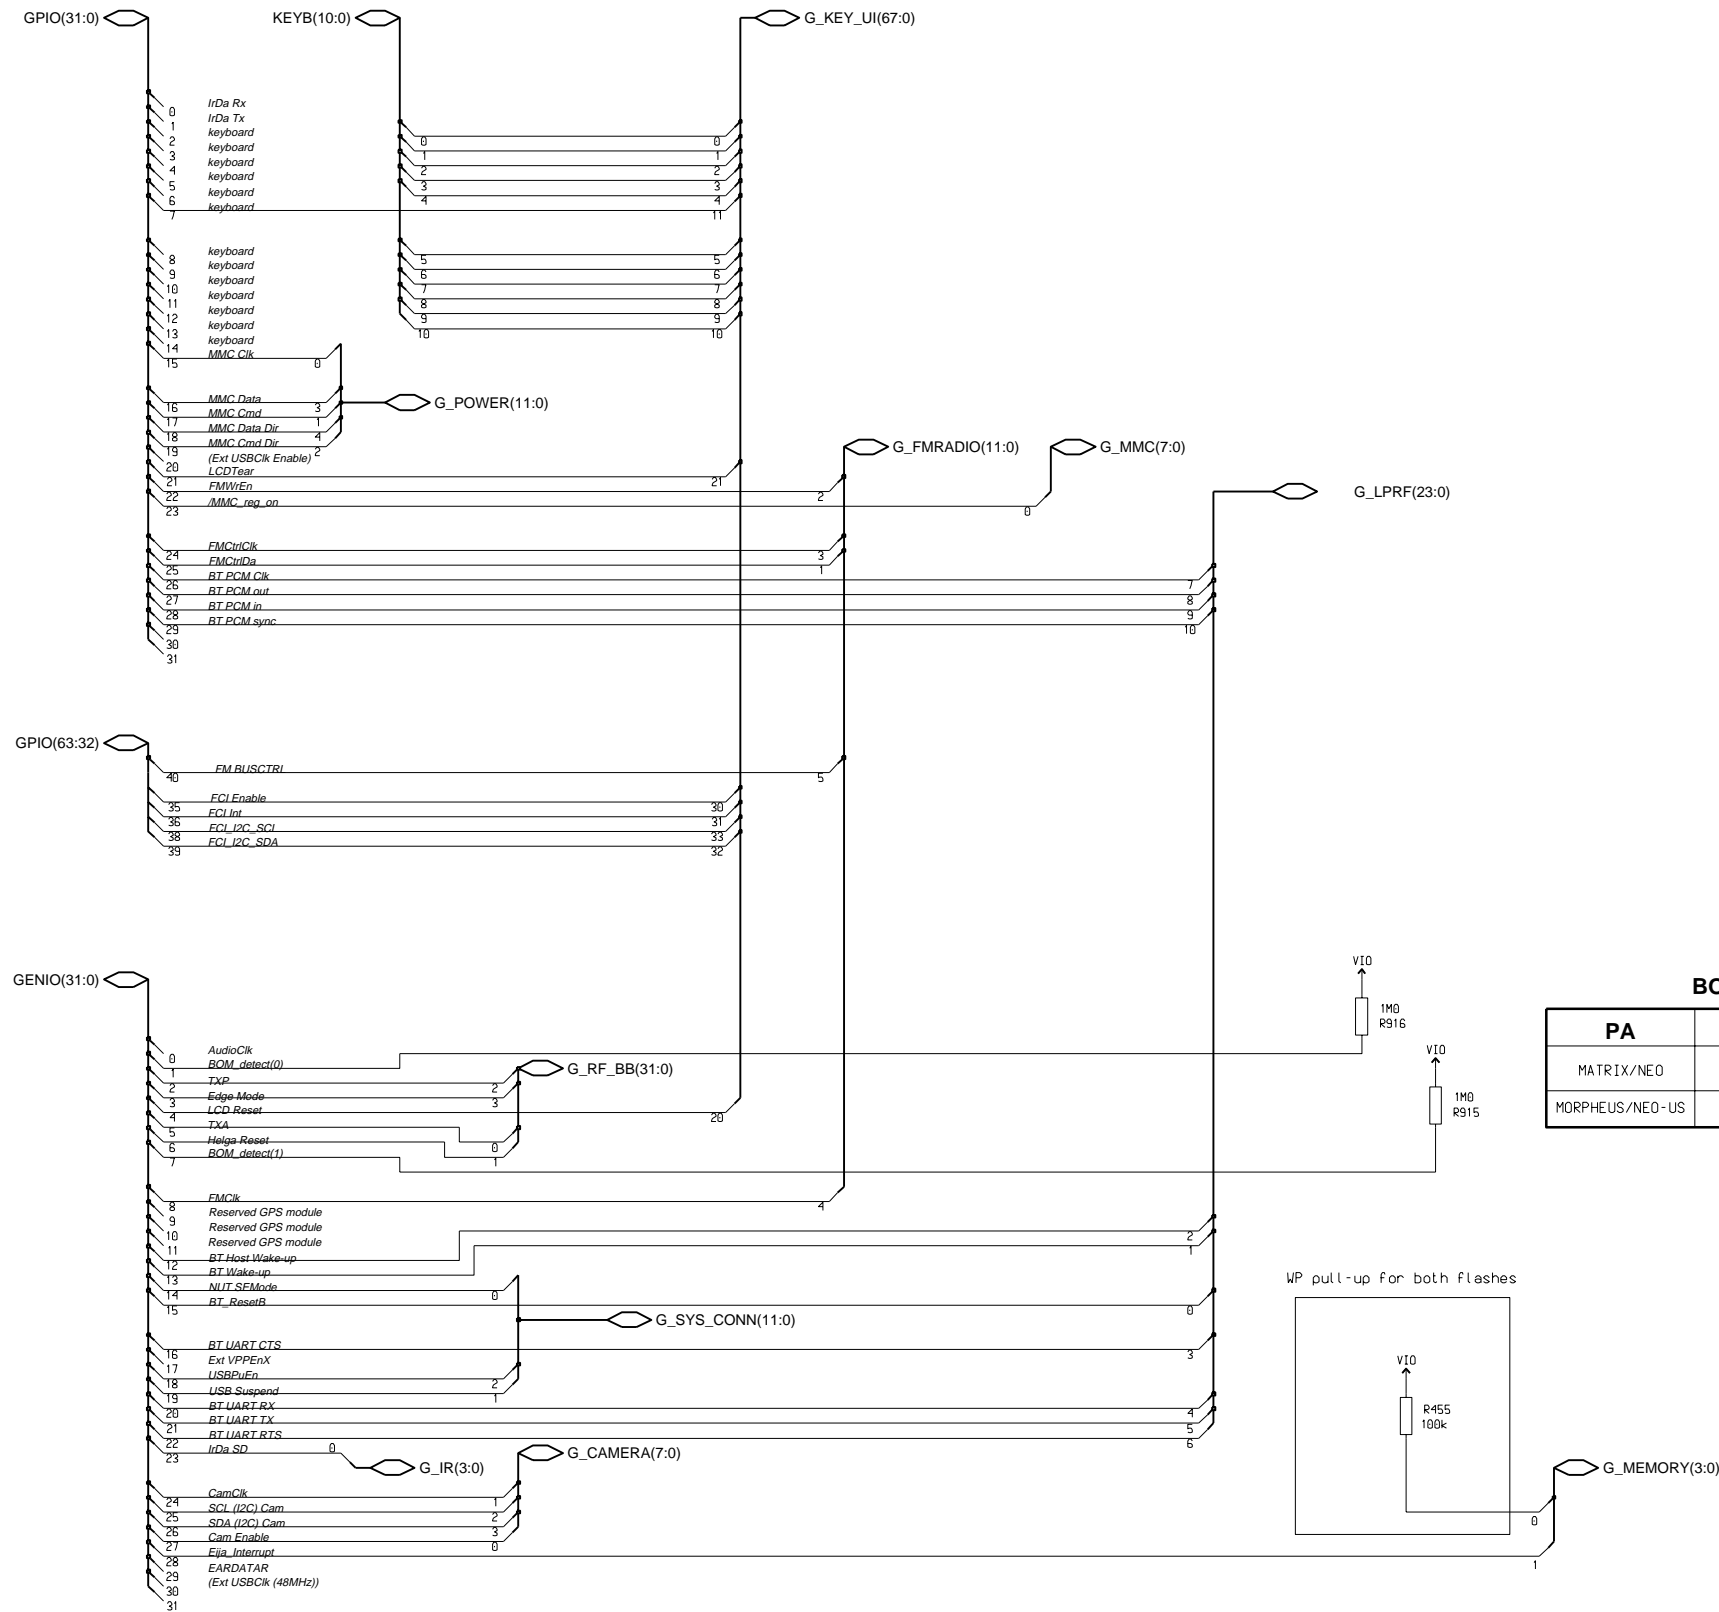 GPIO(31:0) KEYB(10:0) G_KEY_UI(67:0)
IrDa Rx
0 IrDa Tx
1 keyboard 0 0
2 keyboard 1 1
3 keyboard 2 2
4 keyboard 3 3
5 keyboard 4 4
6 keyboard
7 11
keyboard
8 keyboard 5 5
9 keyboard 6 6
10 keyboard 7 7
11 keyboard 8 8
12 keyboard 9 9
13 keyboard 10 10
14 MMC Clk
15 0
MMC Data
16 3 G_POWER(11:0)
MMC Cmd
17 1
MMC Data Dir
18 4
MMC Cmd Dir
19 2 G_FMRADIO(11:0) G_MMC(7:0)
(Ext USBClk Enable)
20 LCDTear
21 21
FMWrEn G_LPRF(23:0)
22 2
/MMC_reg_on
23 0
FMCtrlClk
24 3
FMCtrlDa
25 1
BT PCM Clk
26 7
BT PCM out
27 8
BT PCM in
28 9
BT PCM sync
29 10
30
31
GPIO(63:32)
FM BUSCTRL
40 5
FCI Enable
35 30
FCI Int
36 31
FCI_I2C_SCL
38 33
FCI_I2C_SDA
39 32
GENIO(31:0)
VIO
1M0
R916
BO
PA
MATRIX/NEO
MORPHEUS/NEO-US
VIO
1M0
R915
AudioClk
0 BOM_detect(0)
1 G_RF_BB(31:0)
TXP
2 2
Edge Mode
3 3
LCD Reset
4 20
TXA
5 0
Helga Reset
6 1
BOM_detect(1)
7
FMClk
8 4
Reserved GPS module
9 Reserved GPS module
10 Reserved GPS module 2
11 BT Host Wake-up 1
12 BT Wake-up
13 NUT SEMode
14 0
BT_ResetB
15 0
WP pull-up for both flashes
G_SYS_CONN(11:0)
BT UART CTS
16 3
Ext VPPEnX
17 USBPuEn
18 2
USB Suspend
19 1
BT UART RX
20 4
BT UART TX
21 5
BT UART RTS
22 6
IrDa SD 0
23
VIO
R455
100k
G_CAMERA(7:0)
G_IR(3:0) G_MEMORY(3:0)
CamClk
24 1
SCL (I2C) Cam
25 2 0
SDA (I2C) Cam
26 3
Cam Enable
27 0
Eija_Interrupt
28 1
EARDATAR
29
(Ext USBClk (48MHz))
30
31